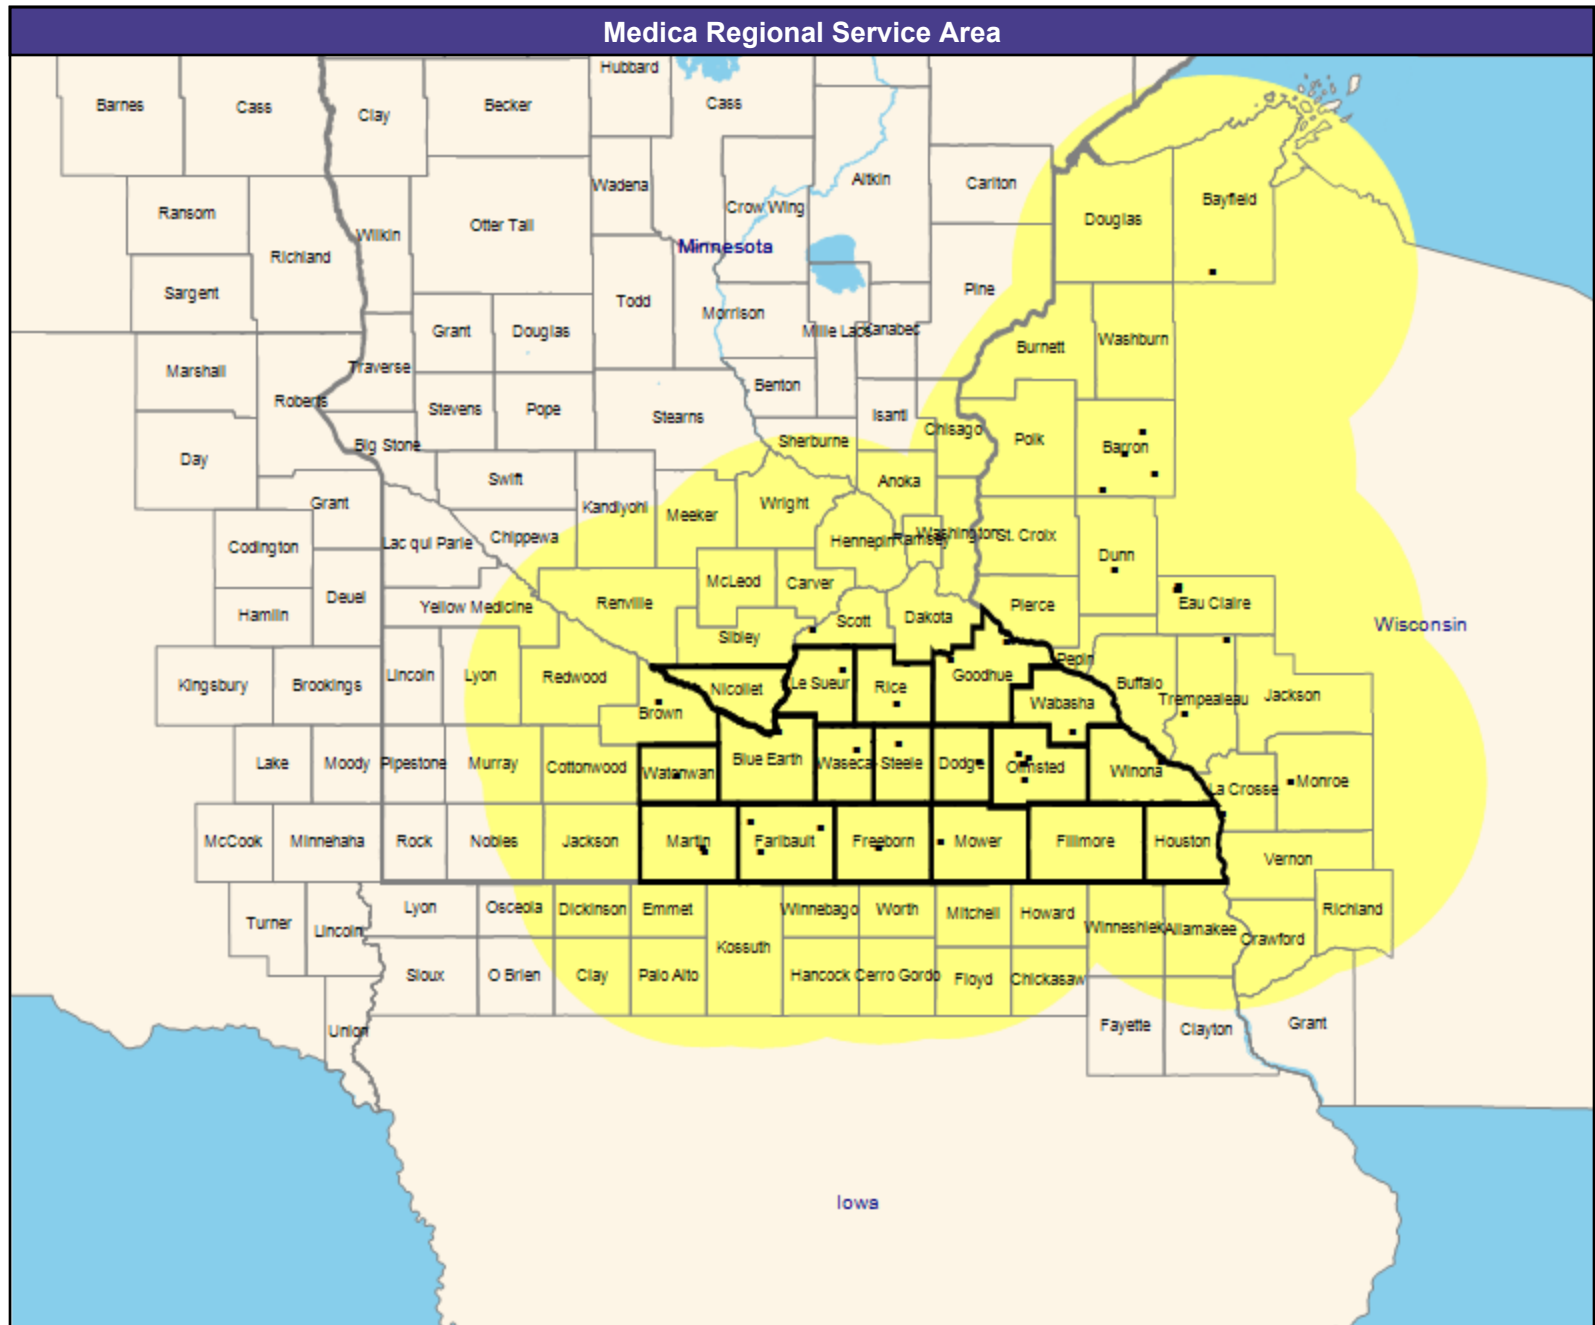 Medica Regional Service Area
Hubbard
Barnes
Cass
Clay
Becker
Cass
Wadena
Aitkin
Carlton
Bayfield
Ransom
Crow Wing
Douglas
Otter Tail
Wilkin
Minnesota
Richland
Sargent
Todd
Pine
Morrison
Grant
Douglas
Mille Lacs
Kanabec
Washburn
Burnett
Marshall
Traverse
Benton
Roberts
Stevens
Pope
Stearns
Isanti
Chisago
Polk
Barron
Big Stone
Sherburne
Day
Swift
Anoka
Grant
Kandiyohi
Meeker
Wright
Codington
Lac qui Parle
Chippewa
Hennepin
Ramsey
Washington
St. Croix
Dunn
McLeod
Carver
Deuel
Yellow Medicine
Renville
Pierce
Eau Claire
Hamlin
Scott
Dakota
Wisconsin
Sibley
Pepin
Kingsbury
Brookings
Lincoln
Lyon
Redwood
Nicollet
Le Sueur
Rice
Goodhue
Buffalo
Trempealeau
Jackson
Wabasha
Brown
Lake
Moody
Pipestone
Murray
Cottonwood
Watonwan
Blue Earth
Waseca
Steele
Dodge
Olmsted
Winona
La Crosse
Monroe
McCook
Minnehaha
Rock
Nobles
Jackson
Martin
Faribault
Freeborn
Mower
Fillmore
Houston
Vernon
Turner
Lincoln
Lyon
Osceola
Dickinson
Emmet
Winnebago
Worth
Mitchell
Howard
Winneshiek
Allamakee
Crawford
Richland
Kossuth
Sioux
O Brien
Clay
Palo Alto
Hancock
Cerro Gordo
Floyd
Chickasaw
Union
Fayette
Clayton
Grant
Iowa